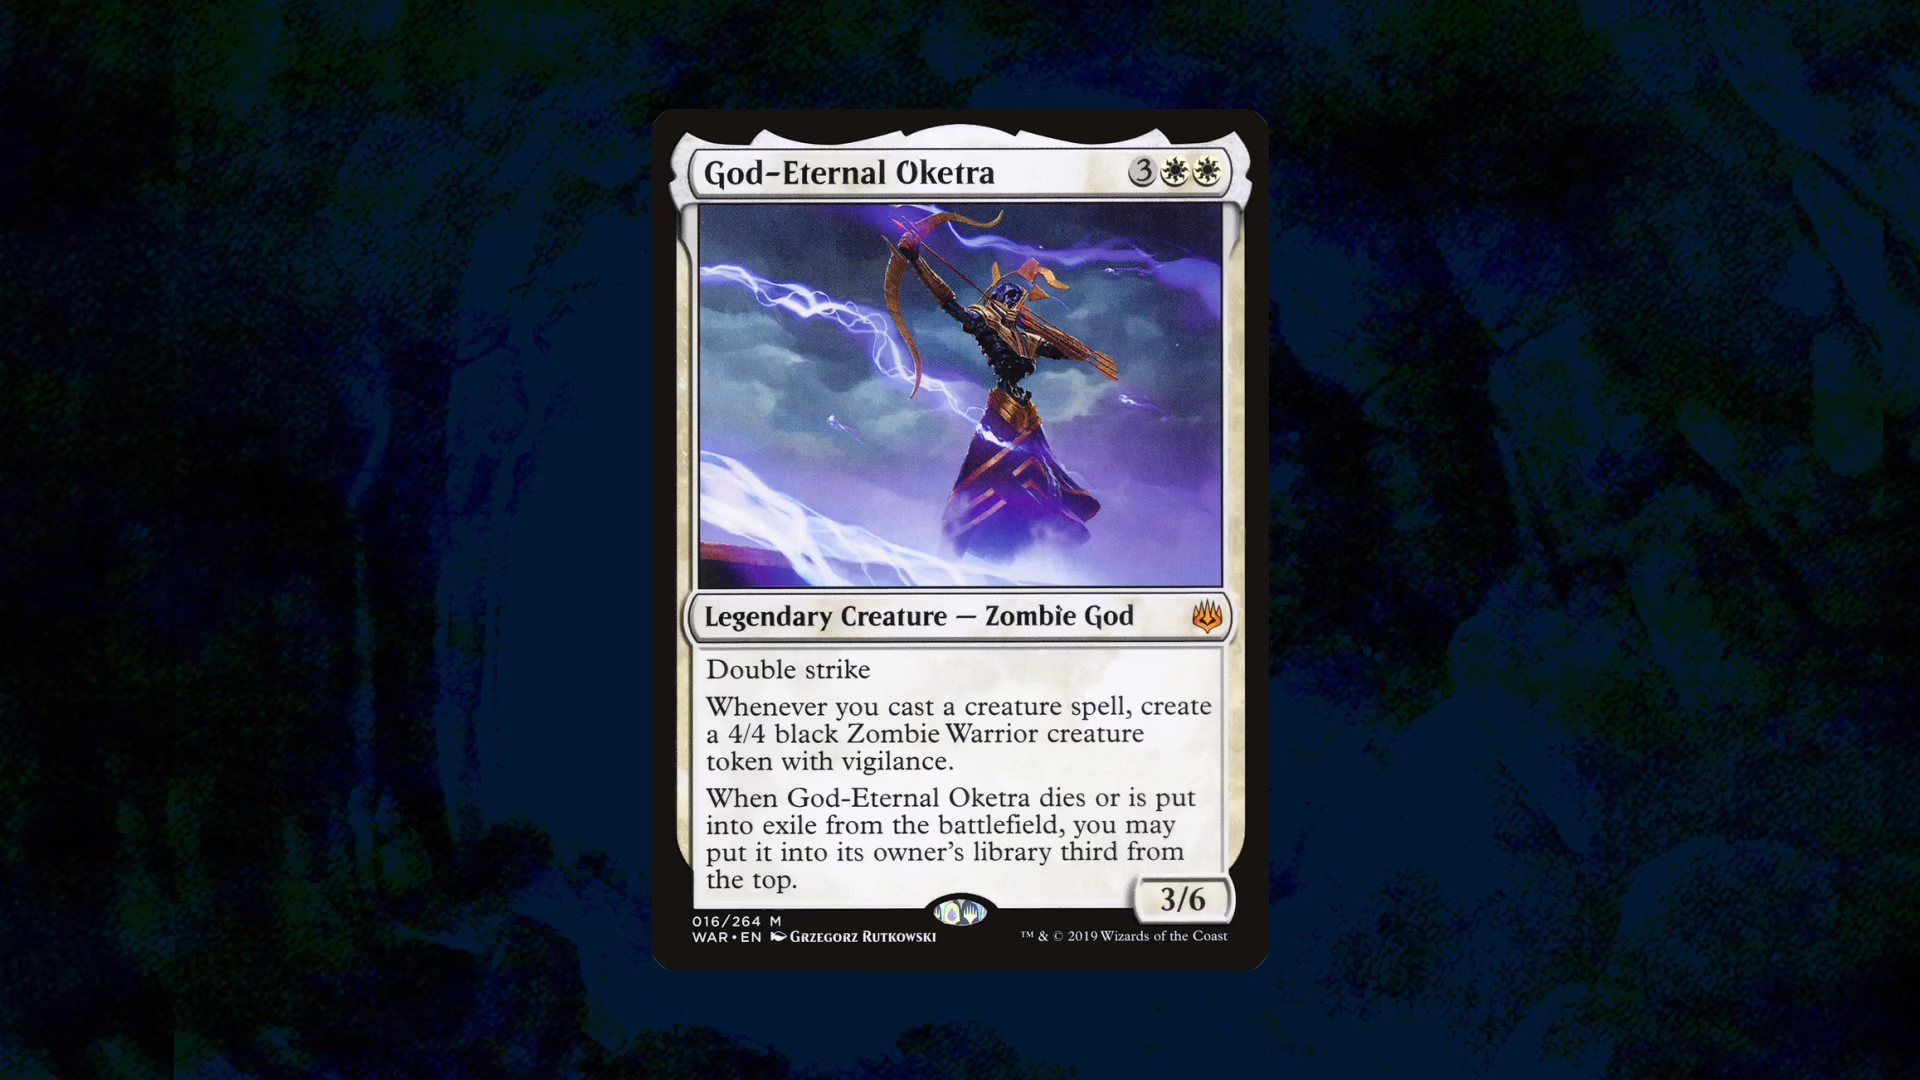 God-Eternal Oketra 3
Legendary Creature — Zombie God
Double strike
Whenever you cast a creature spell, create
a 4/4 black Zombie Warrior creature
token with vigilance.
When God-Eternal Oketra dies or is put
into exile from the battlefield, you may
put it into its owner's library third from
the top.
3/6
016/264 M
WAR • EN GRZEGORZ RUTKOWSKI
™ & © 2019 Wizards of the Coast